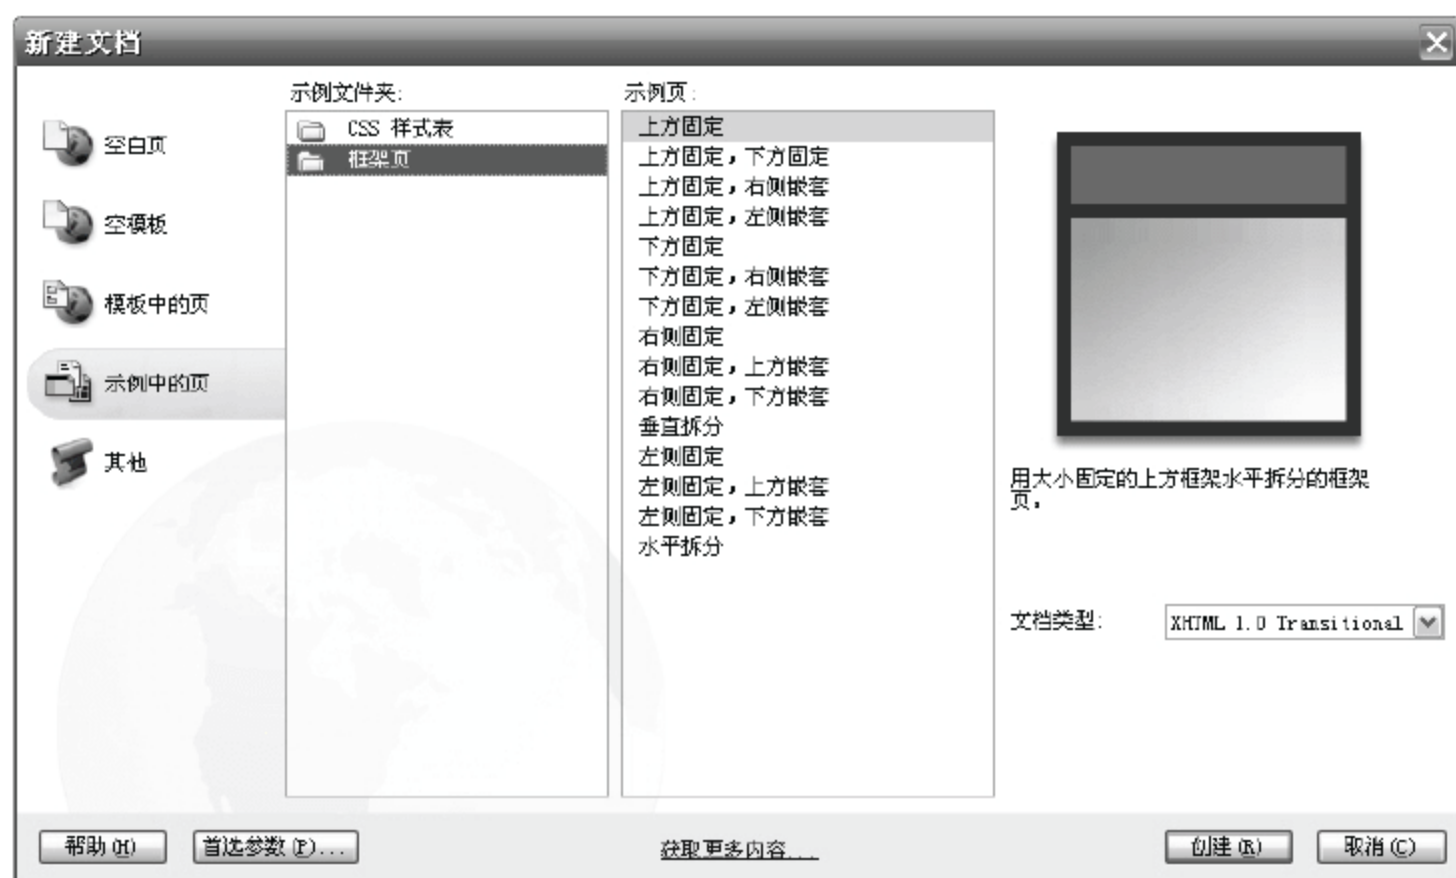 新建文档
空白页
空模板
模板中的页
示例中的页
其他
示例文件夹:
CSS 样式表
框架页
示例页:
上方固定
上方固定，下方固定
上方固定，右侧嵌套
上方固定，左侧嵌套
下方固定
下方固定，右侧嵌套
下方固定，左侧嵌套
右侧固定
右侧固定，上方嵌套
右侧固定，下方嵌套
垂直拆分
左侧固定
左侧固定，上方嵌套
左侧固定，下方嵌套
水平拆分
用大小固定的上方框架水平拆分的框架
页。
文档类型: XHTML 1.0 Transitional
帮助(H) 首选参数(P)... 获取更多内容... 创建(R) 取消(C)